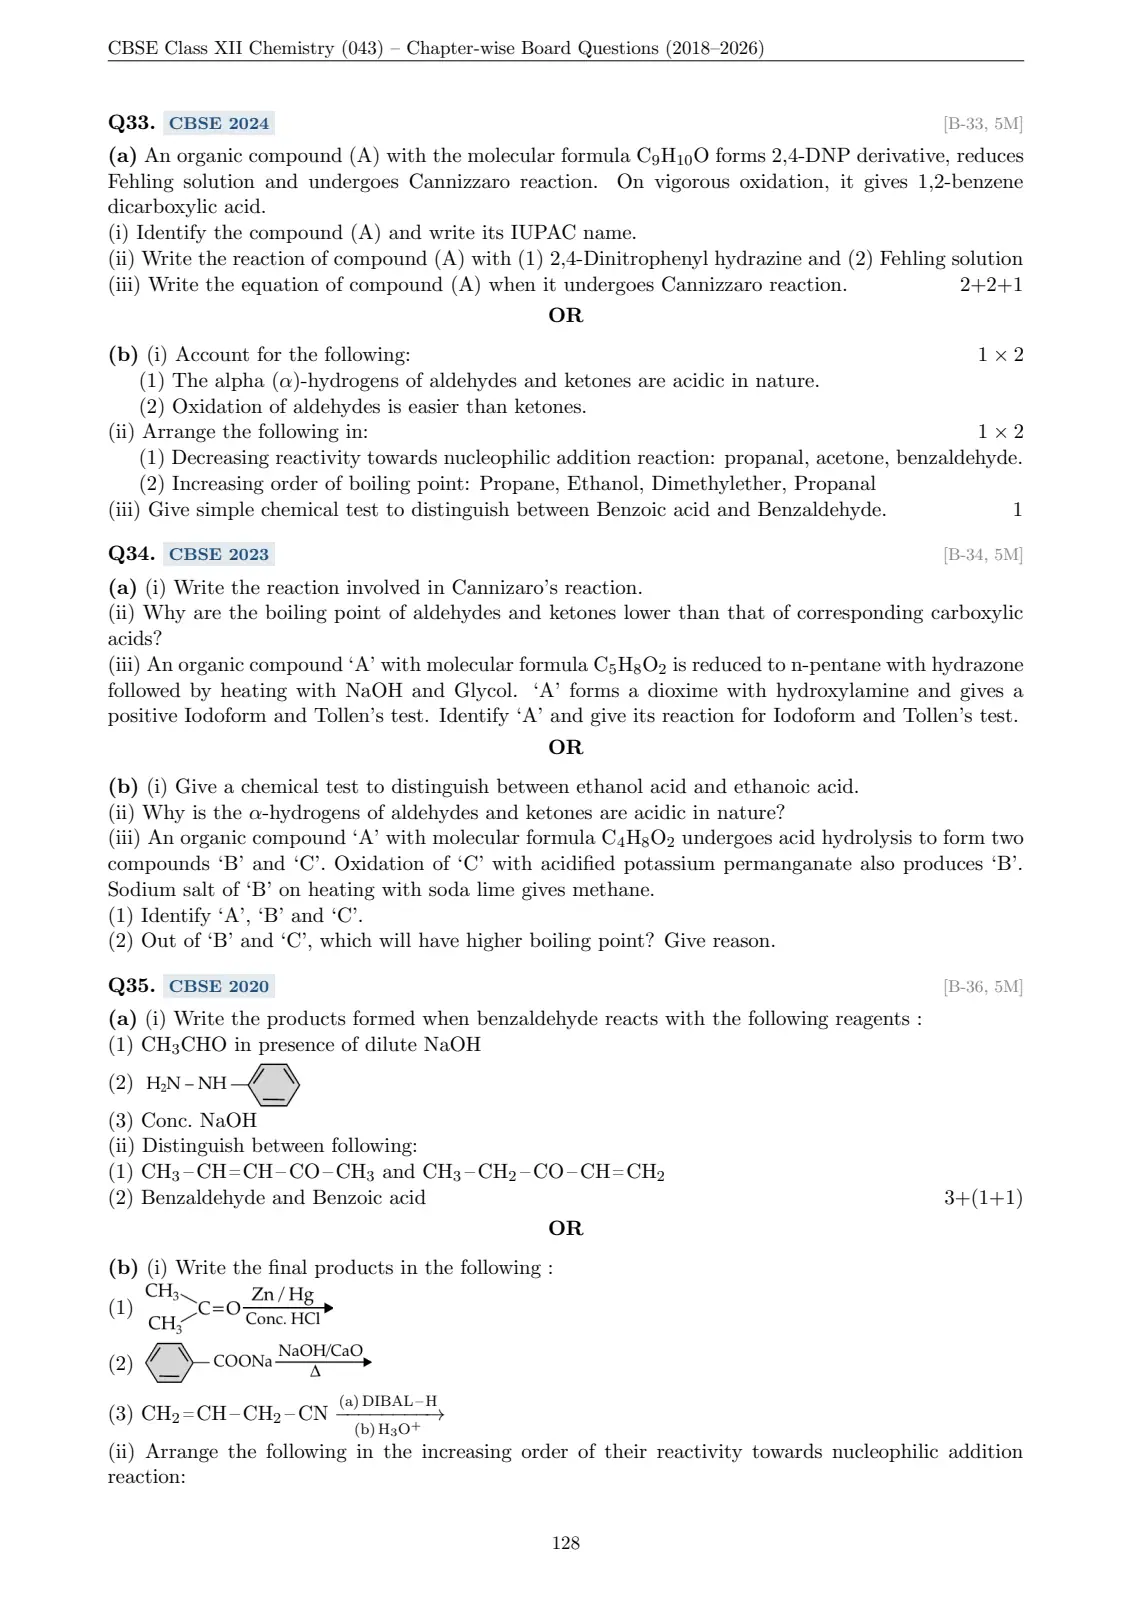 CBSE Class XII Chemistry (043) – Chapter-wise Board Questions (2018–2026)
Q33. CBSE 2024 [B-33, 5M]
(a) An organic compound (A) with the molecular formula C₉H₁₀O forms 2,4-DNP derivative, reduces
Fehling solution and undergoes Cannizzaro reaction. On vigorous oxidation, it gives 1,2-benzene
dicarboxylic acid.
(i) Identify the compound (A) and write its IUPAC name.
(ii) Write the reaction of compound (A) with (1) 2,4-Dinitrophenyl hydrazine and (2) Fehling solution
(iii) Write the equation of compound (A) when it undergoes Cannizzaro reaction. 2+2+1
OR
(b) (i) Account for the following: 1 × 2
(1) The alpha (α)-hydrogens of aldehydes and ketones are acidic in nature.
(2) Oxidation of aldehydes is easier than ketones.
(ii) Arrange the following in: 1 × 2
(1) Decreasing reactivity towards nucleophilic addition reaction: propanal, acetone, benzaldehyde.
(2) Increasing order of boiling point: Propane, Ethanol, Dimethylether, Propanal
(iii) Give simple chemical test to distinguish between Benzoic acid and Benzaldehyde. 1
Q34. CBSE 2023 [B-34, 5M]
(a) (i) Write the reaction involved in Cannizaro's reaction.
(ii) Why are the boiling point of aldehydes and ketones lower than that of corresponding carboxylic
acids?
(iii) An organic compound ‘A’ with molecular formula C₅H₈O₂ is reduced to n-pentane with hydrazone
followed by heating with NaOH and Glycol. ‘A’ forms a dioxime with hydroxylamine and gives a
positive Iodoform and Tollen's test. Identify ‘A’ and give its reaction for Iodoform and Tollen's test.
OR
(b) (i) Give a chemical test to distinguish between ethanol acid and ethanoic acid.
(ii) Why is the α-hydrogens of aldehydes and ketones are acidic in nature?
(iii) An organic compound ‘A’ with molecular formula C₄H₈O₂ undergoes acid hydrolysis to form two
compounds ‘B’ and ‘C’. Oxidation of ‘C’ with acidified potassium permanganate also produces ‘B’.
Sodium salt of ‘B’ on heating with soda lime gives methane.
(1) Identify ‘A’, ‘B’ and ‘C’.
(2) Out of ‘B’ and ‘C’, which will have higher boiling point? Give reason.
Q35. CBSE 2020 [B-36, 5M]
(a) (i) Write the products formed when benzaldehyde reacts with the following reagents :
(1) CH₃CHO in presence of dilute NaOH
(2) H₂N – NH —
(3) Conc. NaOH
(ii) Distinguish between following:
(1) CH₃−CH=CH−CO−CH₃ and CH₃−CH₂−CO−CH=CH₂
(2) Benzaldehyde and Benzoic acid 3+(1+1)
OR
(b) (i) Write the final products in the following :
CH₃
(1) C=O Zn / Hg
CH₃ Conc. HCl
(2) — COONa NaOH/CaO
Δ
(3) CH₂=CH−CH₂−CN (a) DIBAL−H
(b) H₃O⁺
(ii) Arrange the following in the increasing order of their reactivity towards nucleophilic addition
reaction:
128